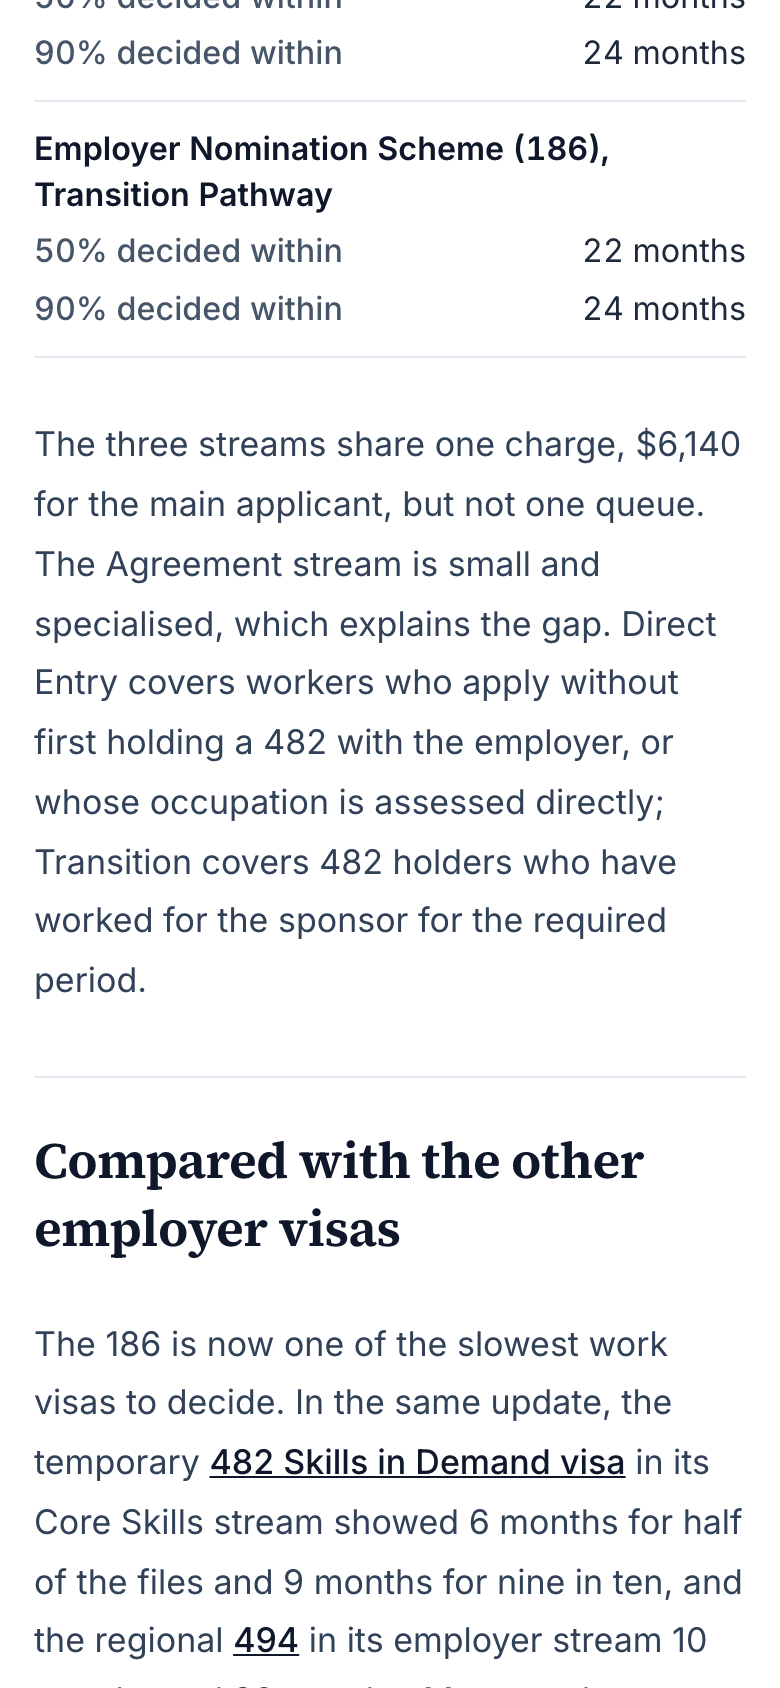 50% decided within 22 months
90% decided within 24 months
Employer Nomination Scheme (186),
Transition Pathway
50% decided within 22 months
90% decided within 24 months
The three streams share one charge, $6,140
for the main applicant, but not one queue.
The Agreement stream is small and
specialised, which explains the gap. Direct
Entry covers workers who apply without
first holding a 482 with the employer, or
whose occupation is assessed directly;
Transition covers 482 holders who have
worked for the sponsor for the required
period.
Compared with the other
employer visas
The 186 is now one of the slowest work
visas to decide. In the same update, the
temporary 482 Skills in Demand visa in its
Core Skills stream showed 6 months for half
of the files and 9 months for nine in ten, and
the regional 494 in its employer stream 10